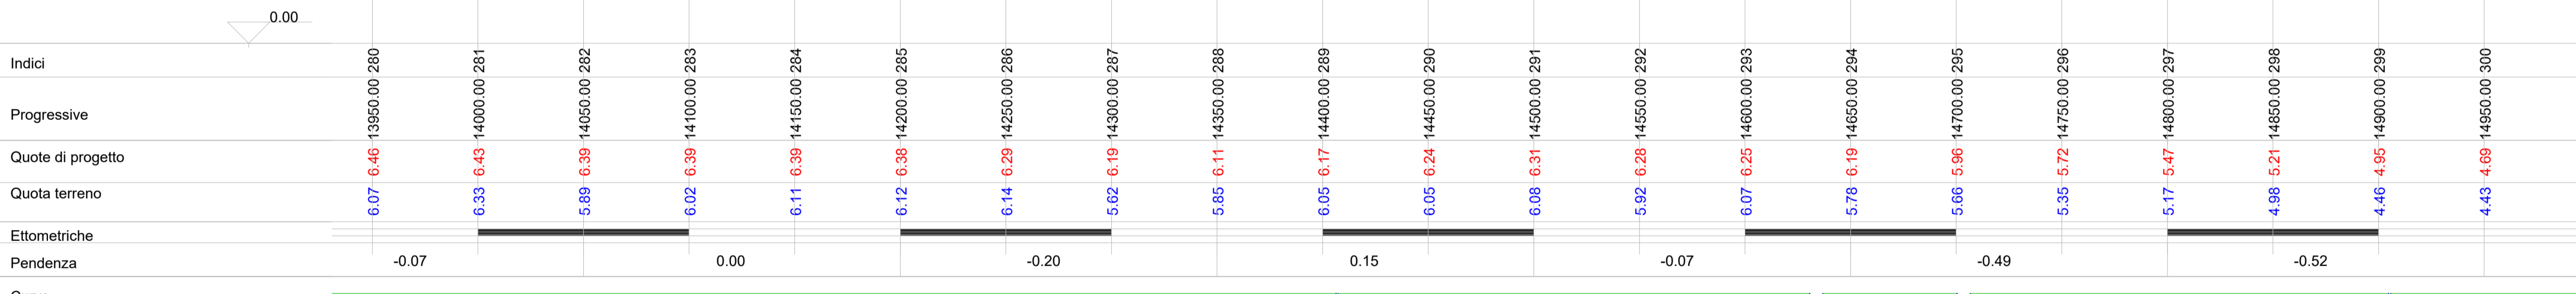 0.00
Indici 280 281 282 283 284 285 286 287 288 289 290 291 292 293 294 295 296 297 298 299 300
Progressive 13950.00 14000.00 14050.00 14100.00 14150.00 14200.00 14250.00 14300.00 14350.00 14400.00 14450.00 14500.00 14550.00 14600.00 14650.00 14700.00 14750.00 14800.00 14850.00 14900.00 14950.00
Quote di progetto 6.46 6.43 6.39 6.39 6.39 6.38 6.29 6.19 6.11 6.17 6.24 6.31 6.28 6.25 6.19 5.96 5.72 5.47 5.21 4.95 4.69
Quota terreno 6.07 6.33 5.89 6.02 6.11 6.12 6.14 5.62 5.85 6.05 6.05 6.08 5.92 6.07 5.78 5.66 5.35 5.17 4.98 4.46 4.43
Ettometriche
Pendenza -0.07 0.00 -0.20 0.15 -0.07 -0.49 -0.52